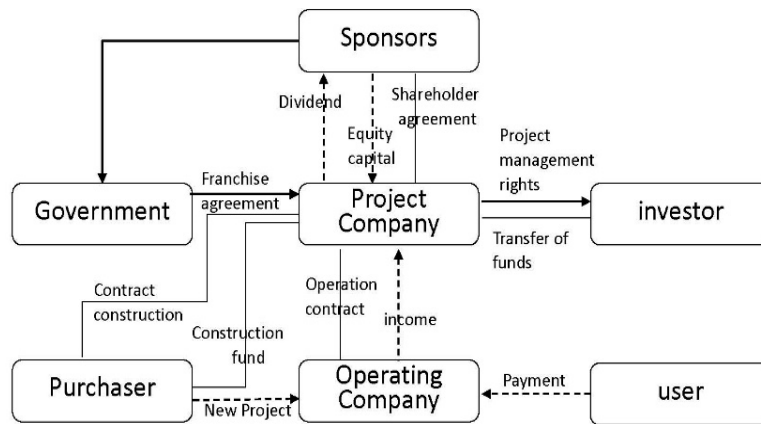 Sponsors
Dividend
Shareholder
agreement
Equity
capital
Project
management
rights
Franchise
agreement
Government
Project
Company
investor
Transfer of
funds
Contract
construction
Operation
contract
Construction
fund
income
Purchaser
New Project
Operating
Company
Payment
user